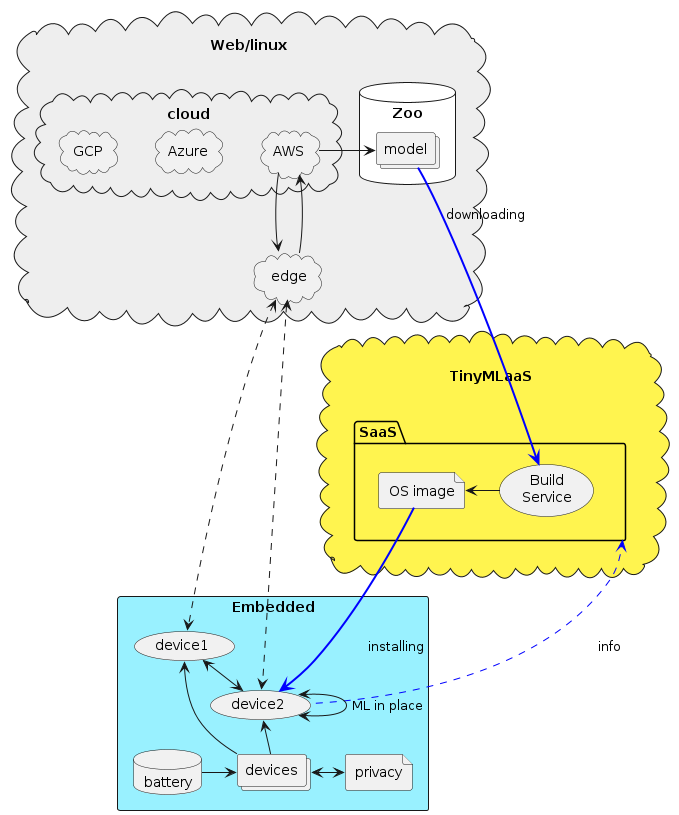 Web/linux
cloud
Zoo
GCP
Azure
AWS
model
downloading
edge
TinyMLaaS
SaaS
OS image
Build
Service
Embedded
device1
installing
info
device2
ML in place
battery
devices
privacy